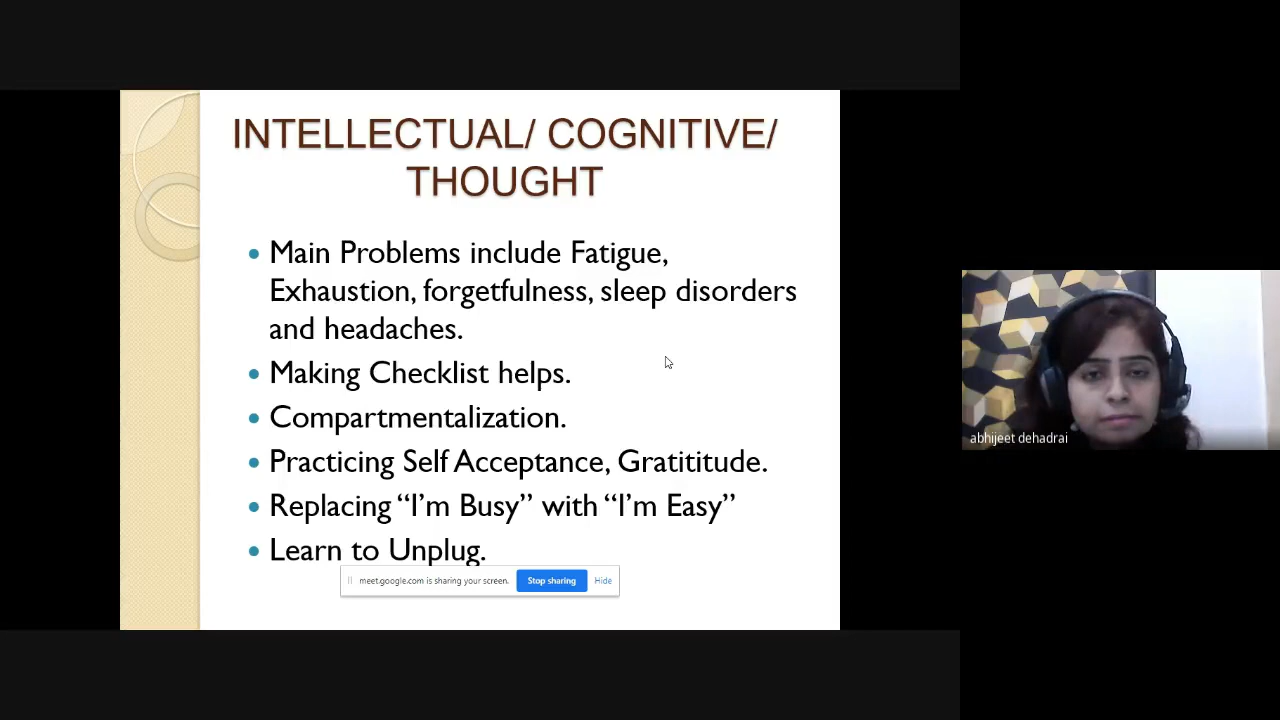 INTELLECTUAL/ COGNITIVE/
THOUGHT
• Main Problems include Fatigue,
Exhaustion, forgetfulness, sleep disorders
and headaches.
• Making Checklist helps.
• Compartmentalization.
• Practicing Self Acceptance, Gratititude.
• Replacing “I’m Busy” with “I’m Easy”
• Learn to Unplug.
meet.google.com is sharing your screen. Stop sharing Hide
abhijeet dehadrai